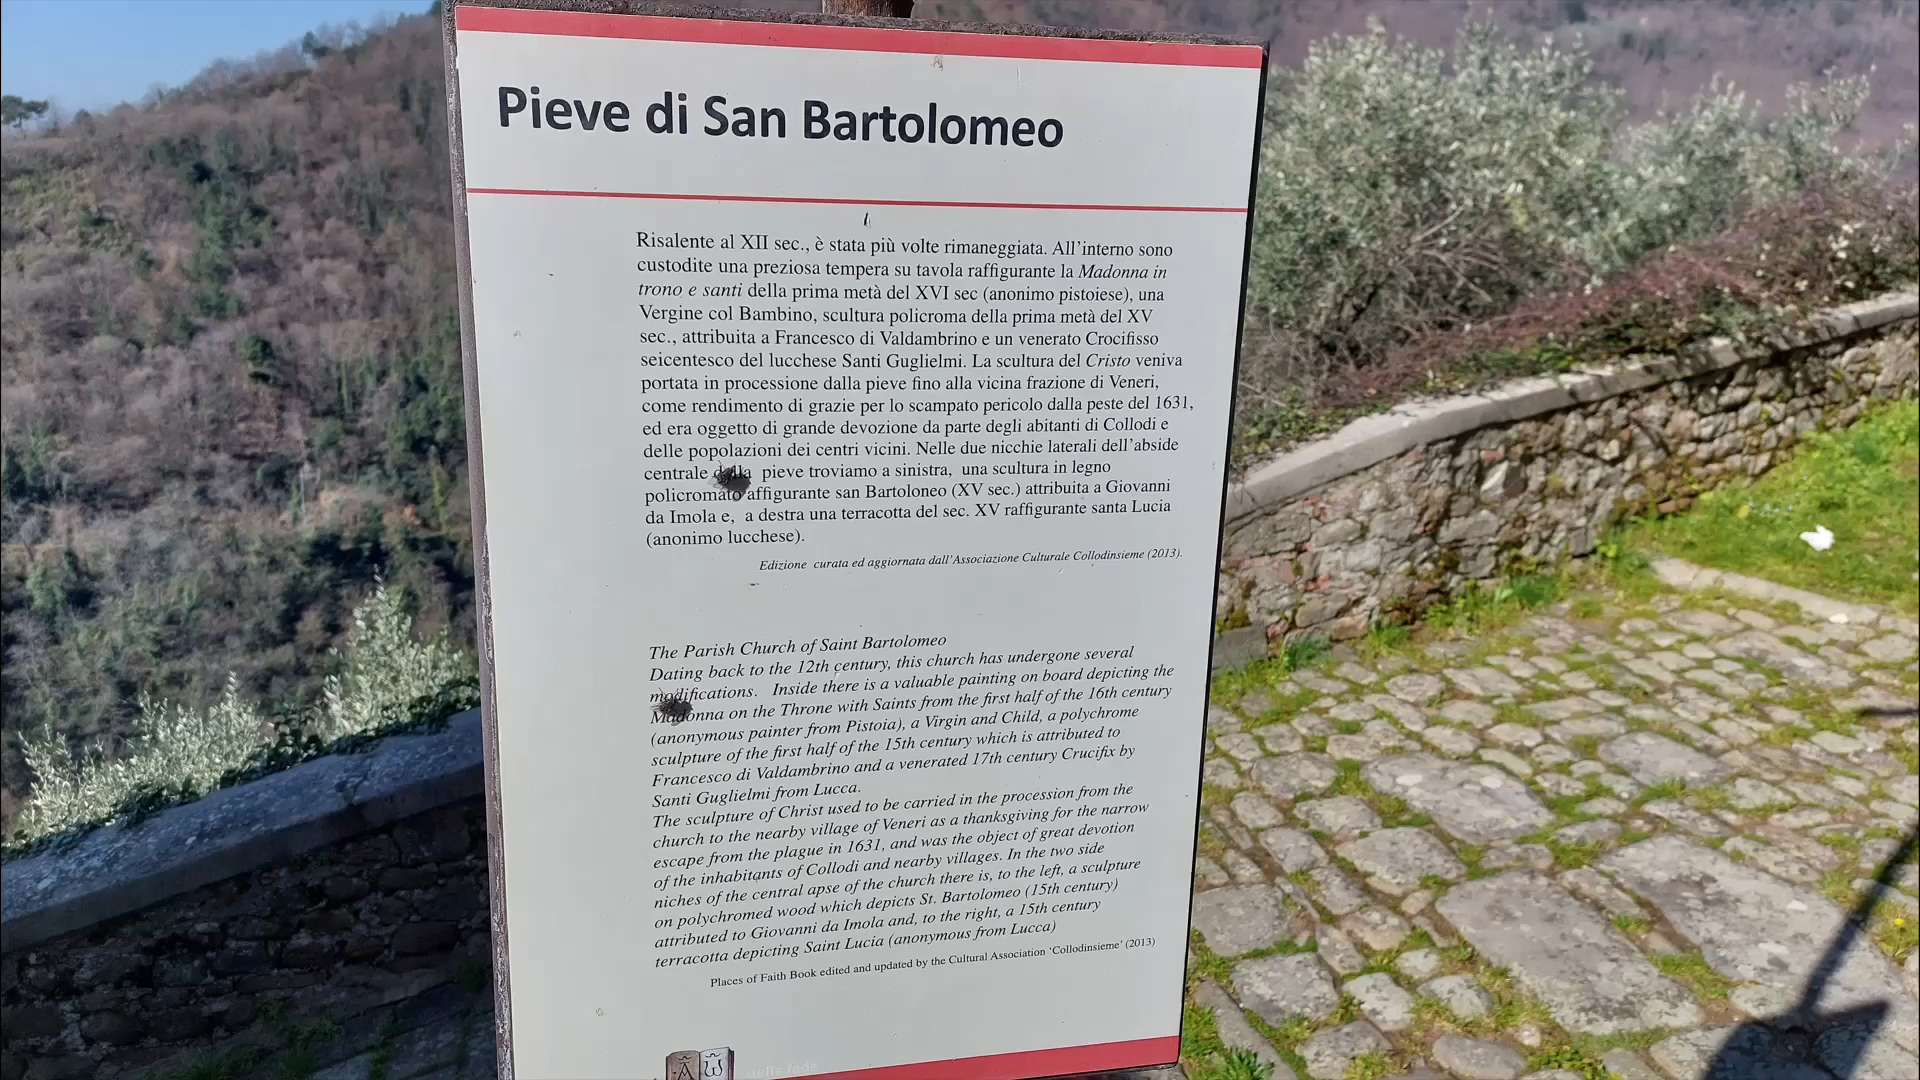 Pieve di San Bartolomeo
Risalente al XII sec., è stata più volte rimaneggiata. All'interno sono
custodite una preziosa tempera su tavola raffigurante la Madonna in
trono e santi della prima metà del XVI sec (anonimo pistoiese), una
Vergine col Bambino, scultura policroma della prima metà del XV
sec., attribuita a Francesco di Valdambrino e un venerato Crocifisso
seicentesco del lucchese Santi Guglielmi. La scultura del Cristo veniva
portata in processione dalla pieve fino alla vicina frazione di Veneri,
come rendimento di grazie per lo scampato pericolo dalla peste del 1631,
ed era oggetto di grande devozione da parte degli abitanti di Collodi e
delle popolazioni dei centri vicini. Nelle due nicchie laterali dell'abside
centrale della pieve troviamo a sinistra, una scultura in legno
policromato affigurante san Bartoloneo (XV sec.) attribuita a Giovanni
da Imola e, a destra una terracotta del sec. XV raffigurante santa Lucia
(anonimo lucchese).
Edizione curata ed aggiornata dall'Associazione Culturale Collodinsieme (2013).
The Parish Church of Saint Bartolomeo
Dating back to the 12th century, this church has undergone several
modifications. Inside there is a valuable painting on board depicting the
Madonna on the Throne with Saints from the first half of the 16th century
(anonymous painter from Pistoia), a Virgin and Child, a polychrome
sculpture of the first half of the 15th century which is attributed to
Francesco di Valdambrino and a venerated 17th century Crucifix by
Santi Guglielmi from Lucca.
The sculpture of Christ used to be carried in the procession from the
church to the nearby village of Veneri as a thanksgiving for the narrow
escape from the plague in 1631, and was the object of great devotion
of the inhabitants of Collodi and nearby villages. In the two side
niches of the central apse of the church there is, to the left, a sculpture
on polychromed wood which depicts St. Bartolomeo (15th century)
attributed to Giovanni da Imola and, to the right, a 15th century
terracotta depicting Saint Lucia (anonymous from Lucca)
Places of Faith Book edited and updated by the Cultural Association 'Collodinsieme' (2013)
A ω
della fede